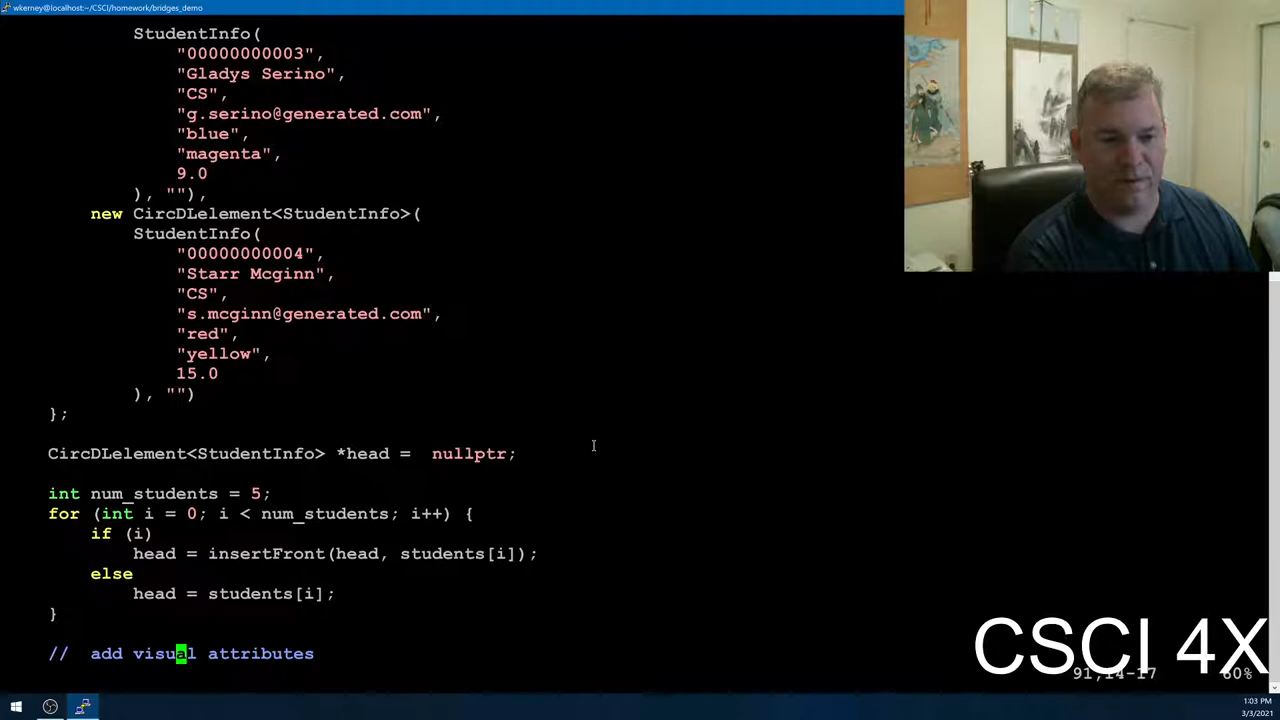 wkerney@localhost:~/CSCI/homework/bridges_demo
StudentInfo(
"00000000003",
"Gladys Serino",
"CS",
"g.serino@generated.com",
"blue",
"magenta",
9.0
), ""),
new CircDLelement<StudentInfo>(
StudentInfo(
"00000000004",
"Starr Mcginn",
"CS",
"s.mcginn@generated.com",
"red",
"yellow",
15.0
), "")
};
CircDLelement<StudentInfo> *head =  nullptr;
int num_students = 5;
for (int i = 0; i < num_students; i++) {
if (i)
head = insertFront(head, students[i]);
else
head = students[i];
}
//  add visual attributes
CSCI 4X
91,14-17 60%
1:03 PM
3/3/2021